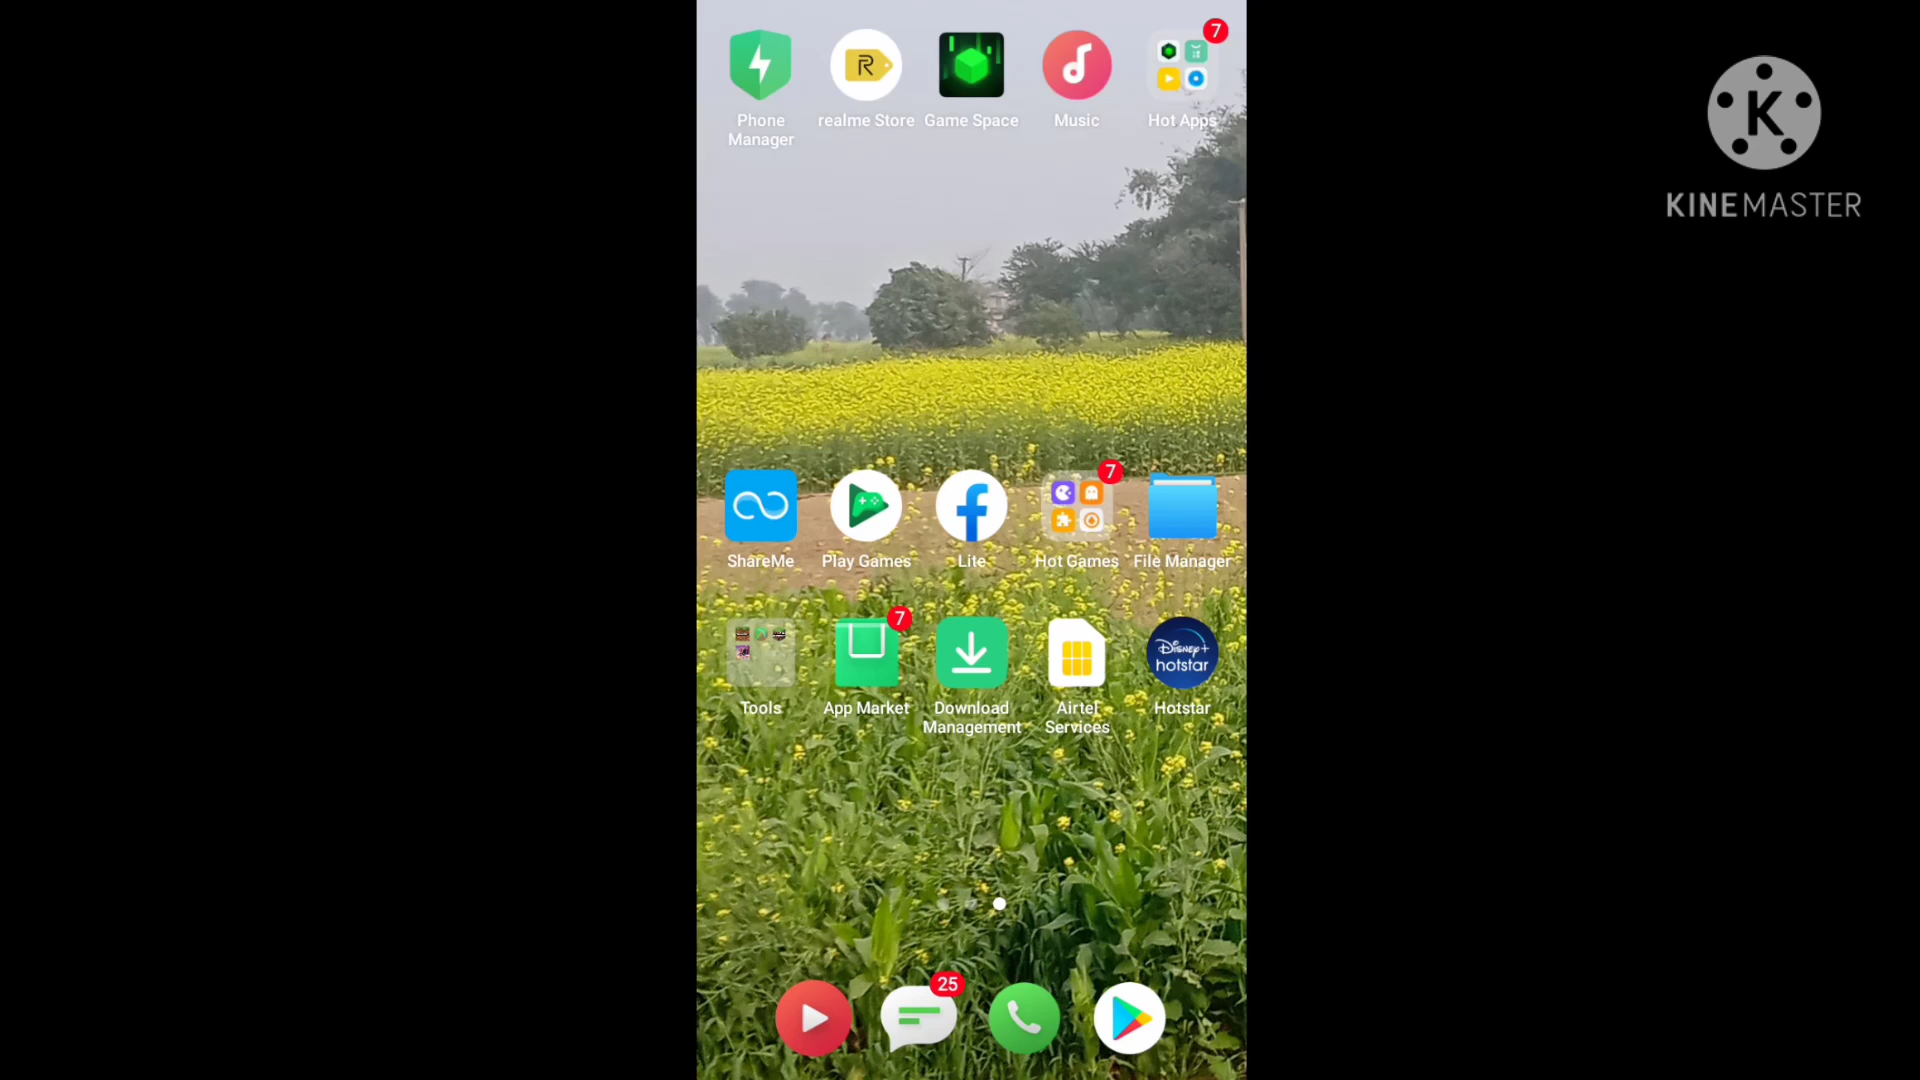 7
R
K
KINEMASTER
Phone
Manager
realme Store
Game Space
Music
Hot Apps
7
ShareMe
Play Games
Lite
Hot Games
File Manager
7
Disney+
hotstar
Tools
App Market
Download
Management
Airtel
Services
Hotstar
25